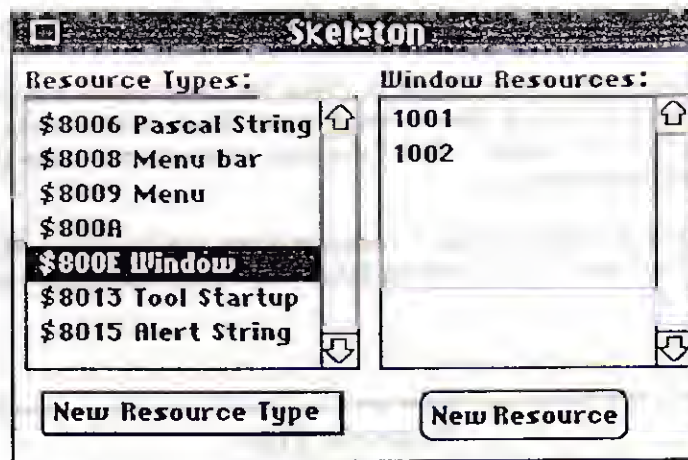 Skeleton
Resource Types:
$8006 Pascal String
$8008 Menu bar
$8009 Menu
$800A
$800E Window
$8013 Tool Startup
$8015 Alert String
New Resource Type
Window Resources:
1001
1002
New Resource